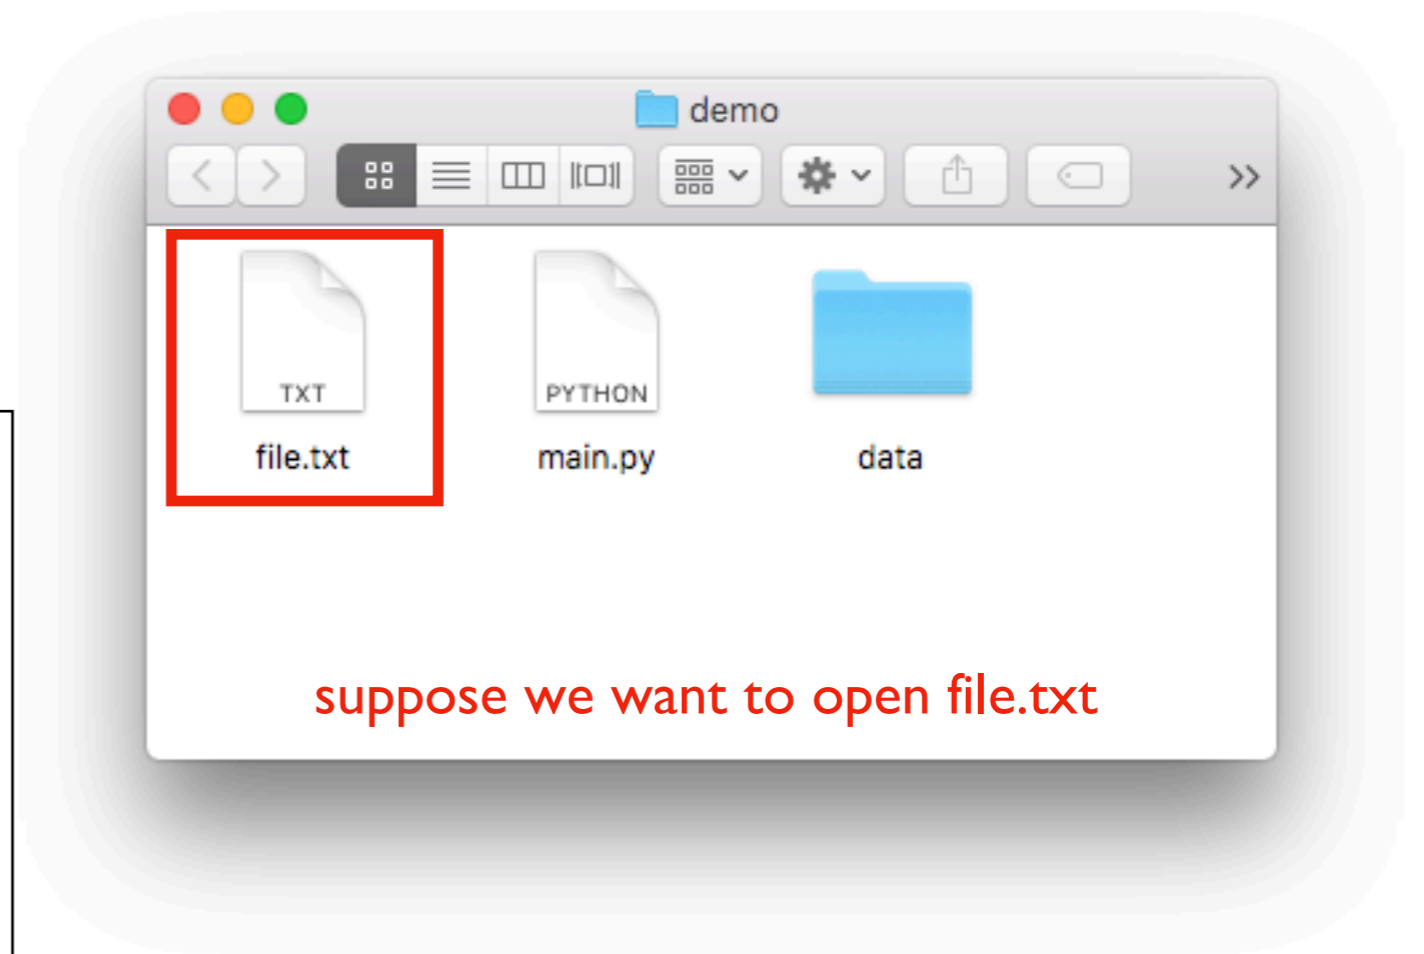 demo
TXT
PYTHON
file.txt
main.py
data
suppose we want to open file.txt